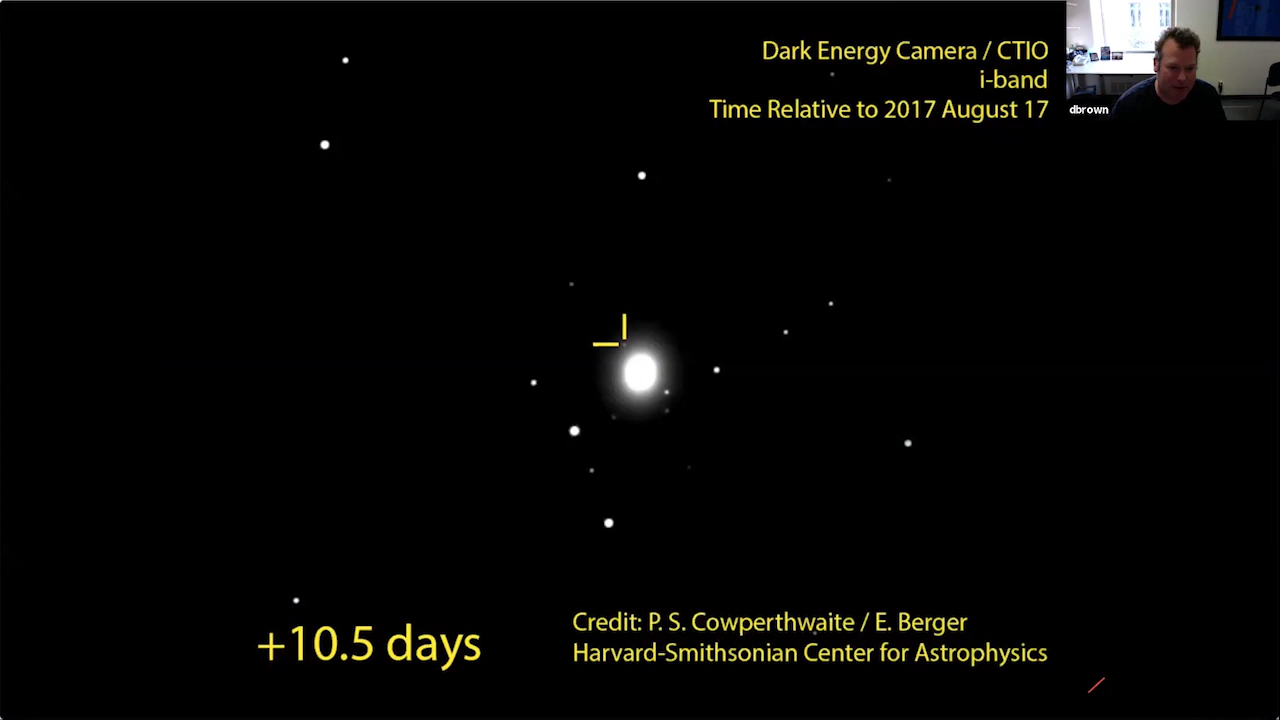 Dark Energy Camera / CTIO
i-band
Time Relative to 2017 August 17
dbrown
+10.5 days
Credit: P. S. Cowperthwaite / E. Berger
Harvard-Smithsonian Center for Astrophysics